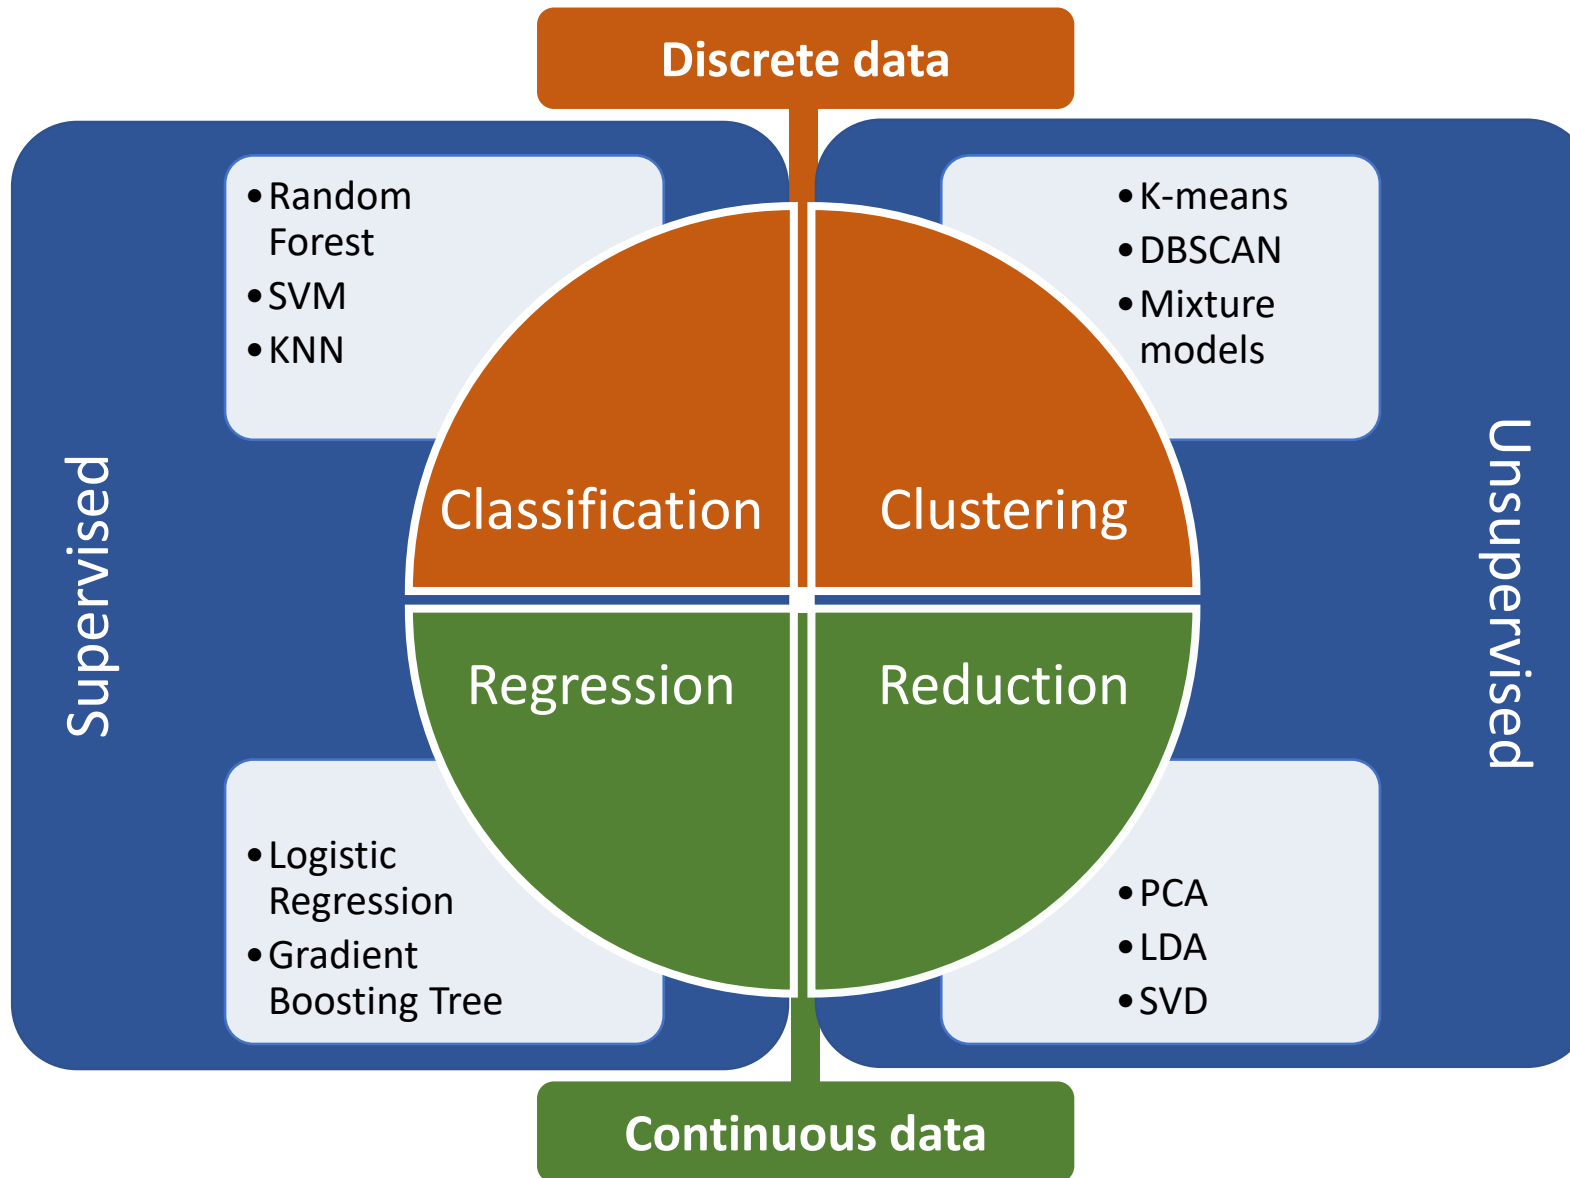 Discrete data
•Random
Forest
•SVM
•KNN
•K-means
•DBSCAN
•Mixture
models
Supervised
Classification
Clustering
Unsupervised
Regression
Reduction
•Logistic
Regression
•Gradient
Boosting Tree
•PCA
•LDA
•SVD
Continuous data